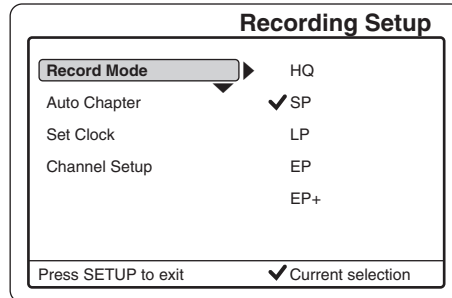 Recording Setup
Record Mode HQ
Auto Chapter ✓ SP
Set Clock LP
Channel Setup EP
EP+
Press SETUP to exit ✓ Current selection